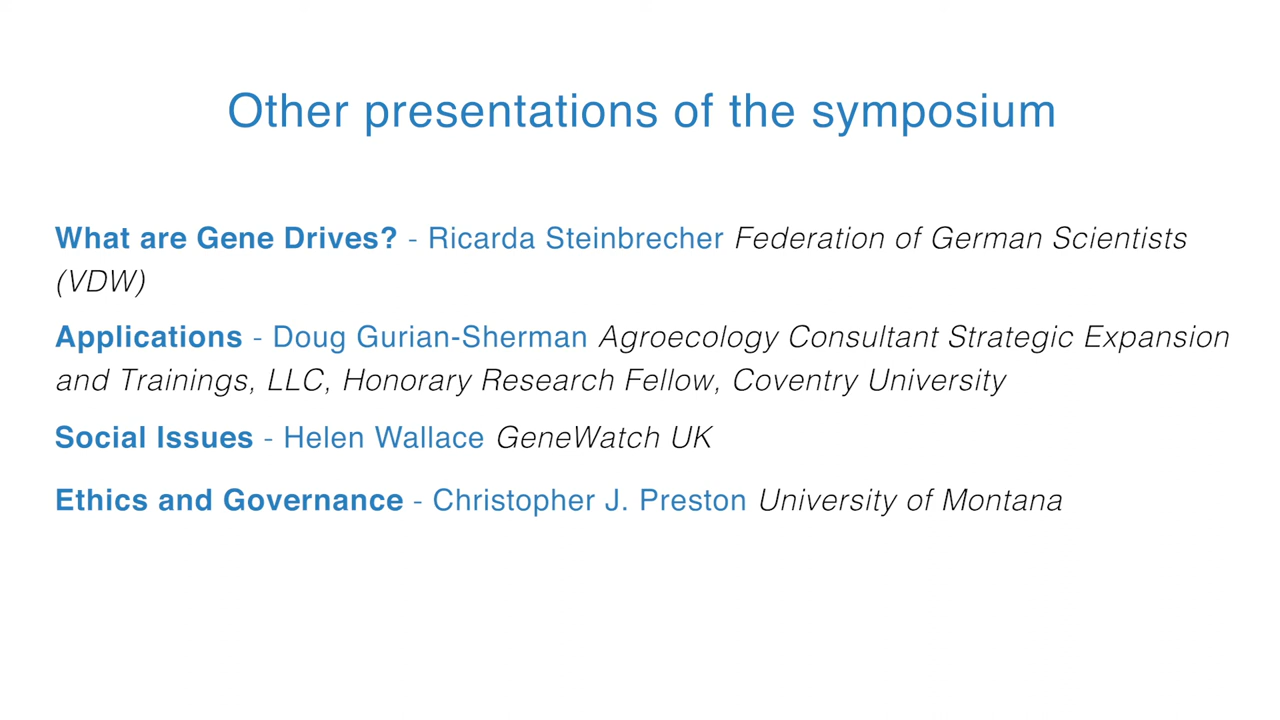 Other presentations of the symposium
What are Gene Drives? - Ricarda Steinbrecher Federation of German Scientists
(VDW)
Applications - Doug Gurian-Sherman Agroecology Consultant Strategic Expansion
and Trainings, LLC, Honorary Research Fellow, Coventry University
Social Issues - Helen Wallace GeneWatch UK
Ethics and Governance - Christopher J. Preston University of Montana